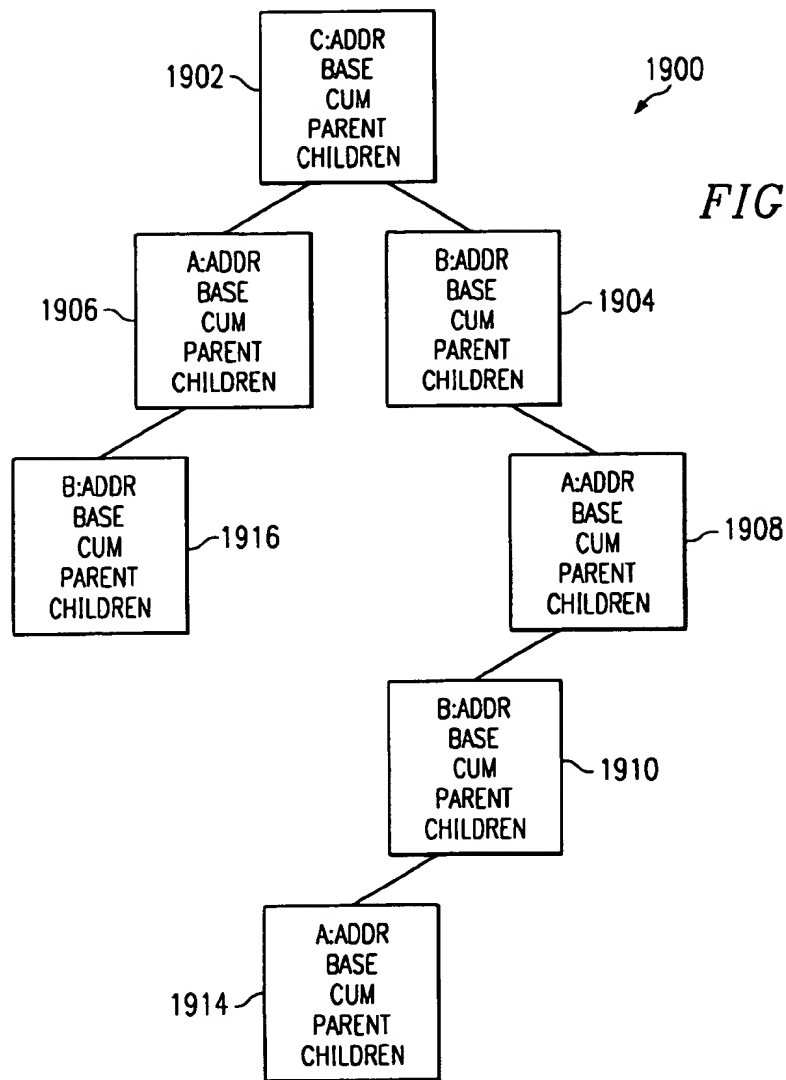 C:ADDR
BASE
CUM
PARENT
CHILDREN
1902
1900
FIG
A:ADDR
BASE
CUM
PARENT
CHILDREN
1906
B:ADDR
BASE
CUM
PARENT
CHILDREN
1904
B:ADDR
BASE
CUM
PARENT
CHILDREN
1916
A:ADDR
BASE
CUM
PARENT
CHILDREN
1908
B:ADDR
BASE
CUM
PARENT
CHILDREN
1910
A:ADDR
BASE
CUM
PARENT
CHILDREN
1914